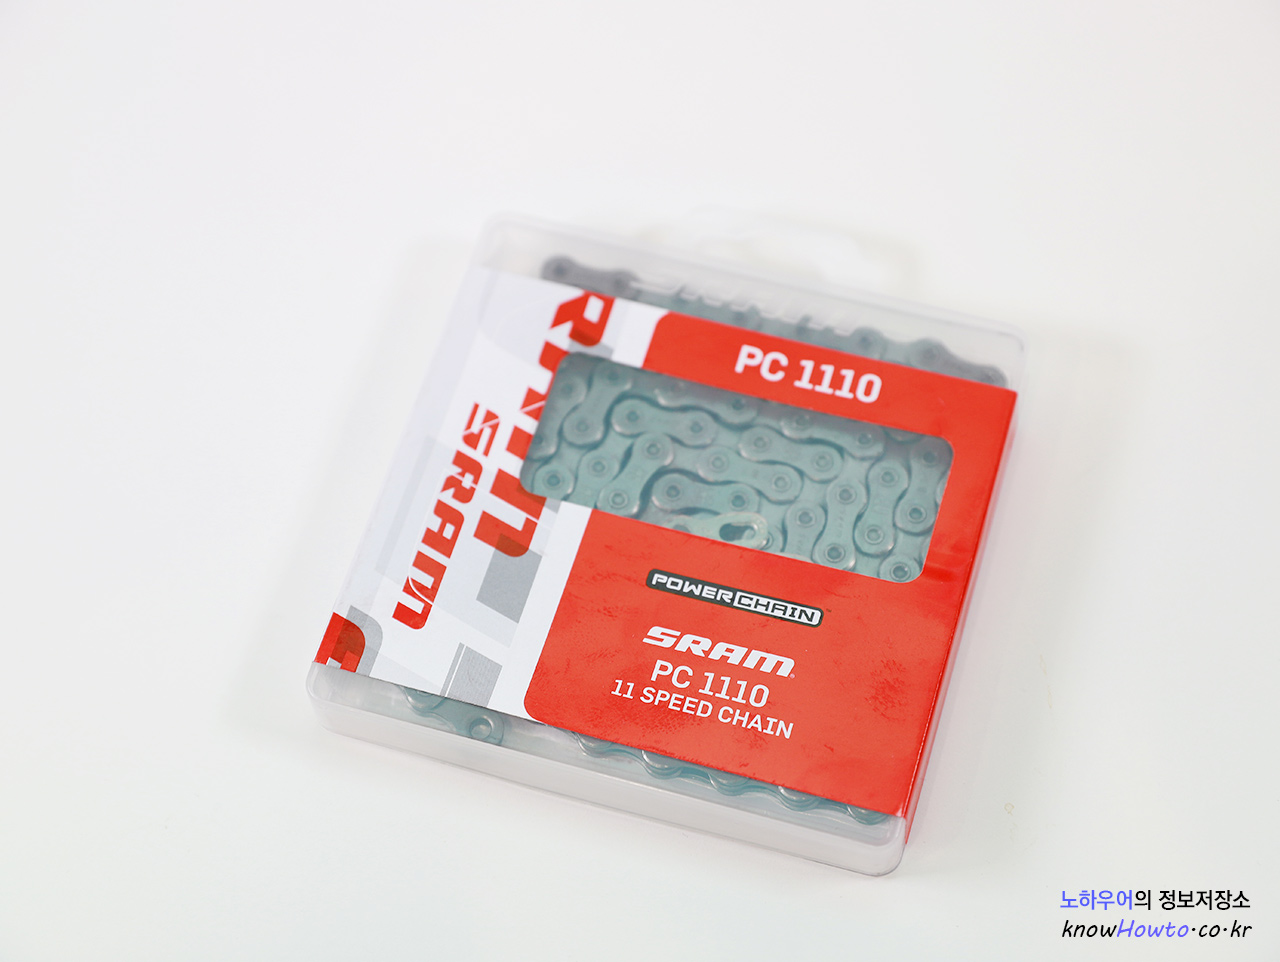 PC 1110
SRAM
POWERCHAIN™
SRAM
PC 1110
11 SPEED CHAIN
노하우어의 정보저장소
knowHowto.co.kr